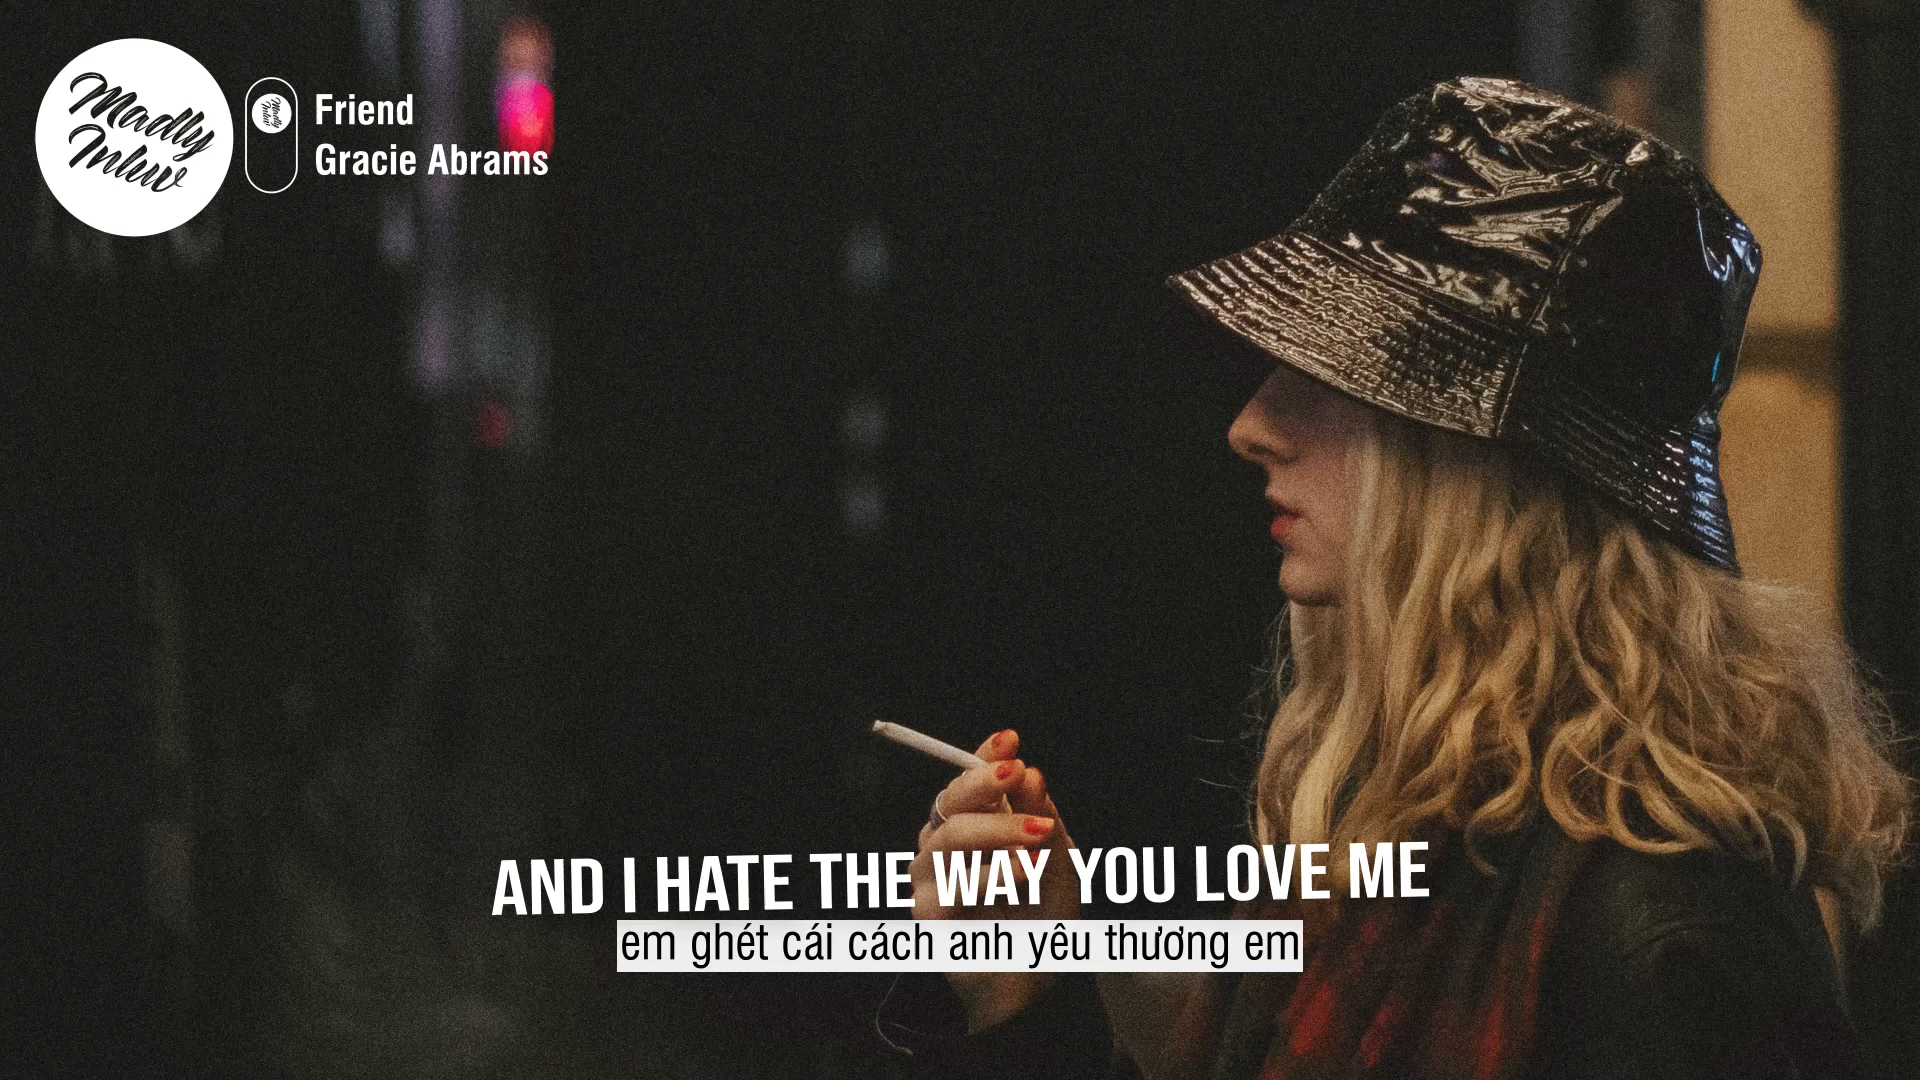 Madly
Inluv
Friend
Gracie Abrams
AND I HATE THE WAY YOU LOVE ME
em ghét cái cách anh yêu thương em